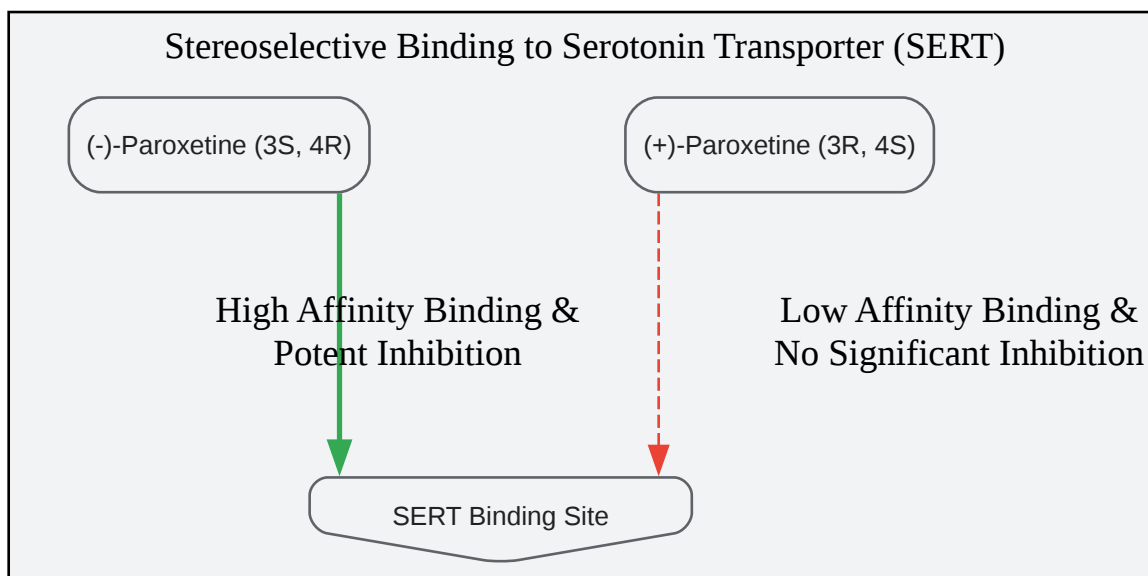 Stereoselective Binding to Serotonin Transporter (SERT)
(-)-Paroxetine (3S, 4R)
(+)-Paroxetine (3R, 4S)
High Affinity Binding &
Potent Inhibition
Low Affinity Binding &
No Significant Inhibition
SERT Binding Site